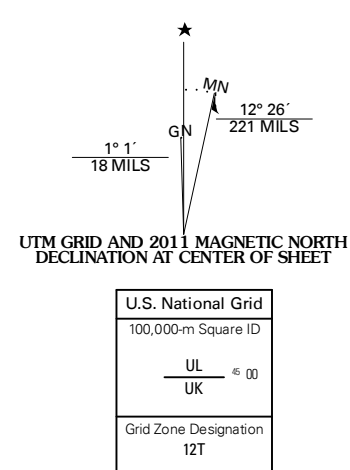 ★
MN
12° 26´
221 MILS
GN
1° 1´
18 MILS
UTM GRID AND 2011 MAGNETIC NORTH
DECLINATION AT CENTER OF SHEET
U.S. National Grid
100,000-m Square ID
UL
45 00
UK
Grid Zone Designation
12T